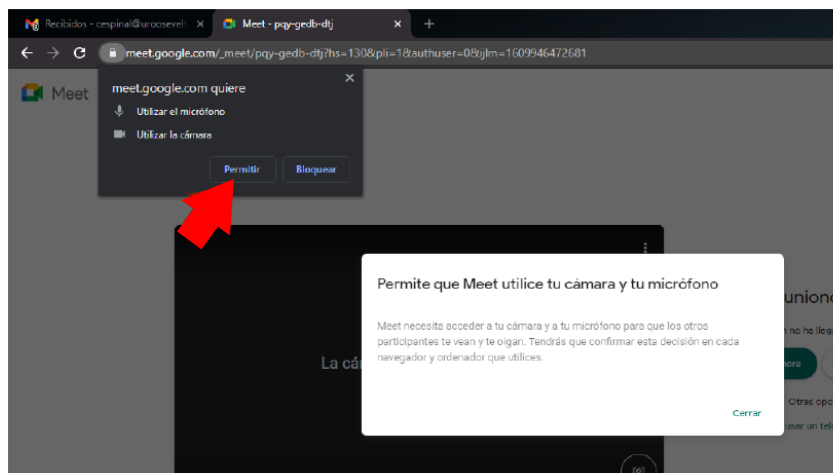 Recibidos - cespinal@uroosevelt
Meet - pqy-gedb-dtj
meet.google.com/_meet/pqy-gedb-dtj?hs=130&pli=1&authuser=0&ijlm=1609946472681
Meet
meet.google.com quiere
Utilizar el micrófono
Utilizar la cámara
Permitir
Bloquear
Permite que Meet utilice tu cámara y tu micrófono
Meet necesita acceder a tu cámara y a tu micrófono para que los otros
participantes te vean y te oigan. Tendrás que confirmar esta decisión en cada
navegador y ordenador que utilices.
Cerrar
La cá
unions
no ha lleg
ora
Otras opc
usar un tel